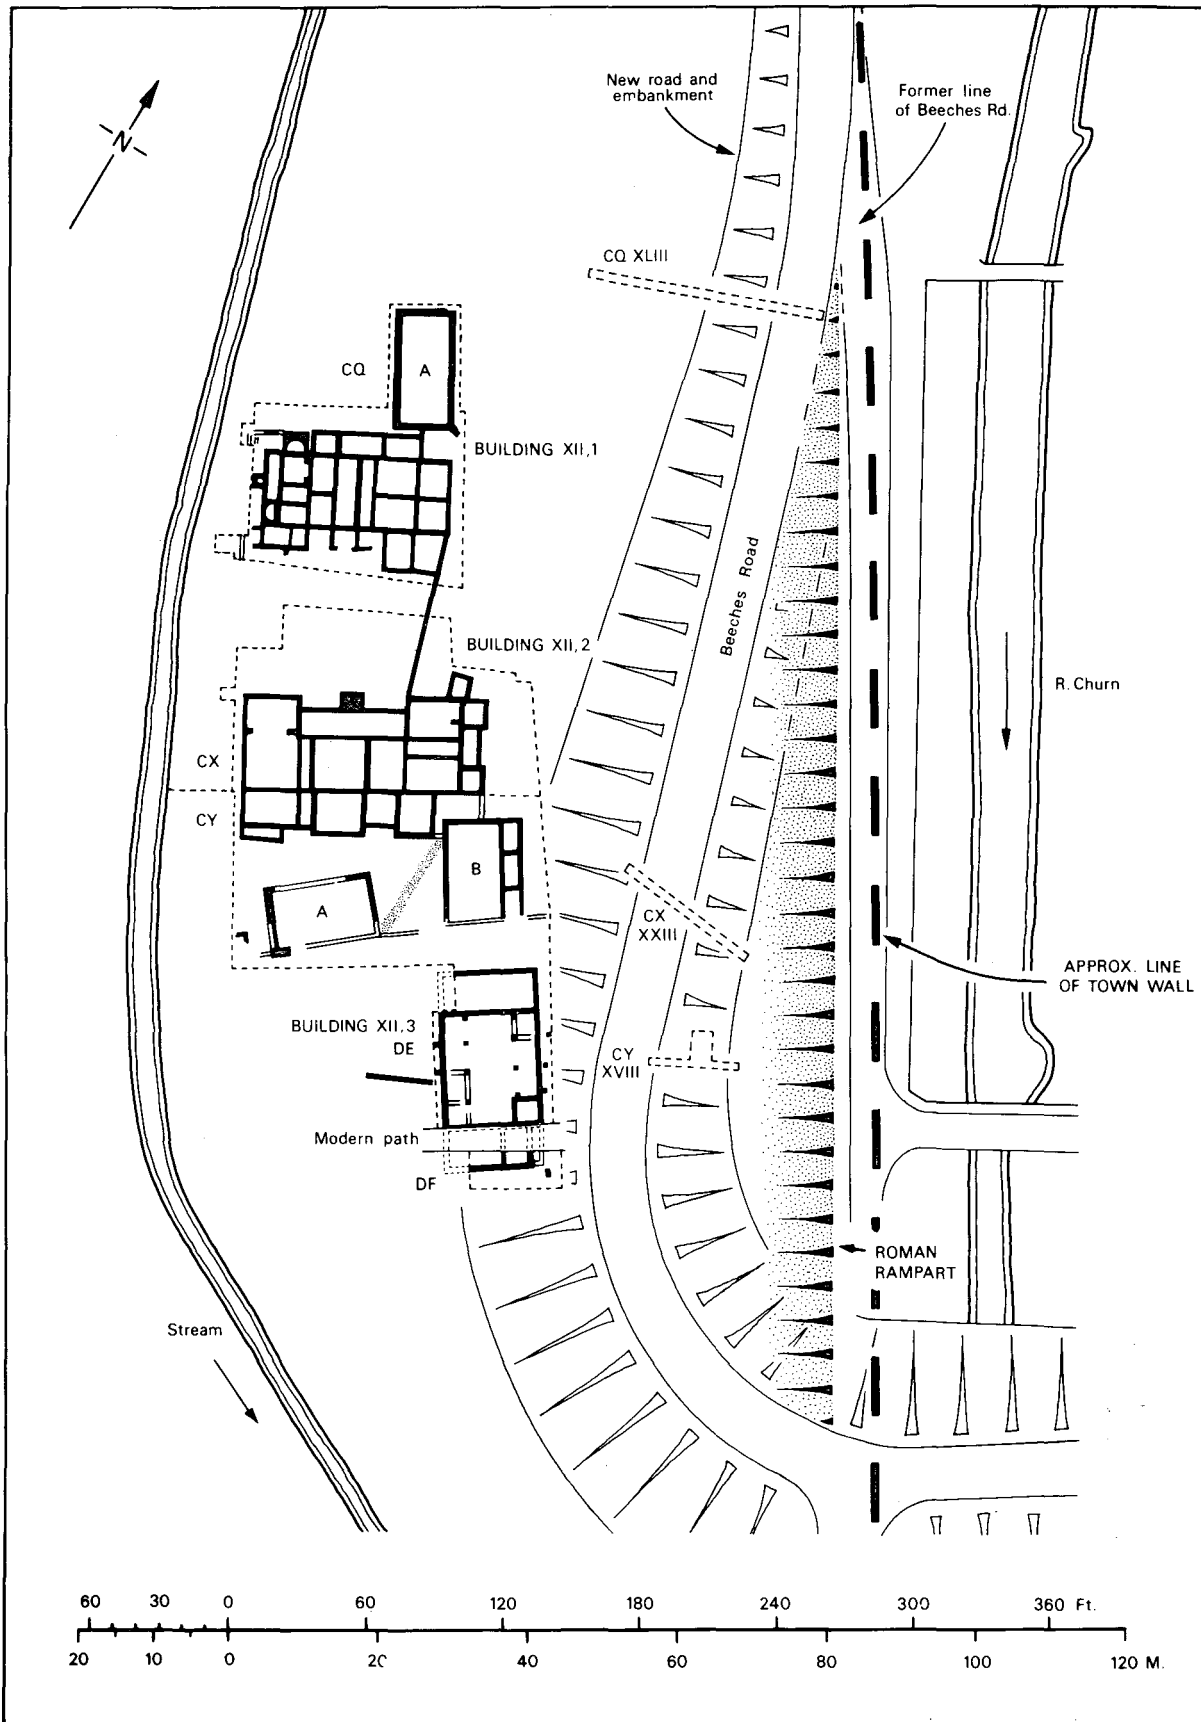 New road and
embankment
Former line
of Beeches Rd.
N
CQ XLIII
CQ
A
BUILDING XII,1
Beeches Road
BUILDING XII,2
R. Churn
CX
CY
B
A
CX
XXIII
APPROX. LINE
OF TOWN WALL
BUILDING XII,3
DE
CY
XVIII
Modern path
DF
ROMAN
RAMPART
Stream
60 30 0 60 120 180 240 300 360 Ft.
20 10 0 20 40 60 80 100 120 M.